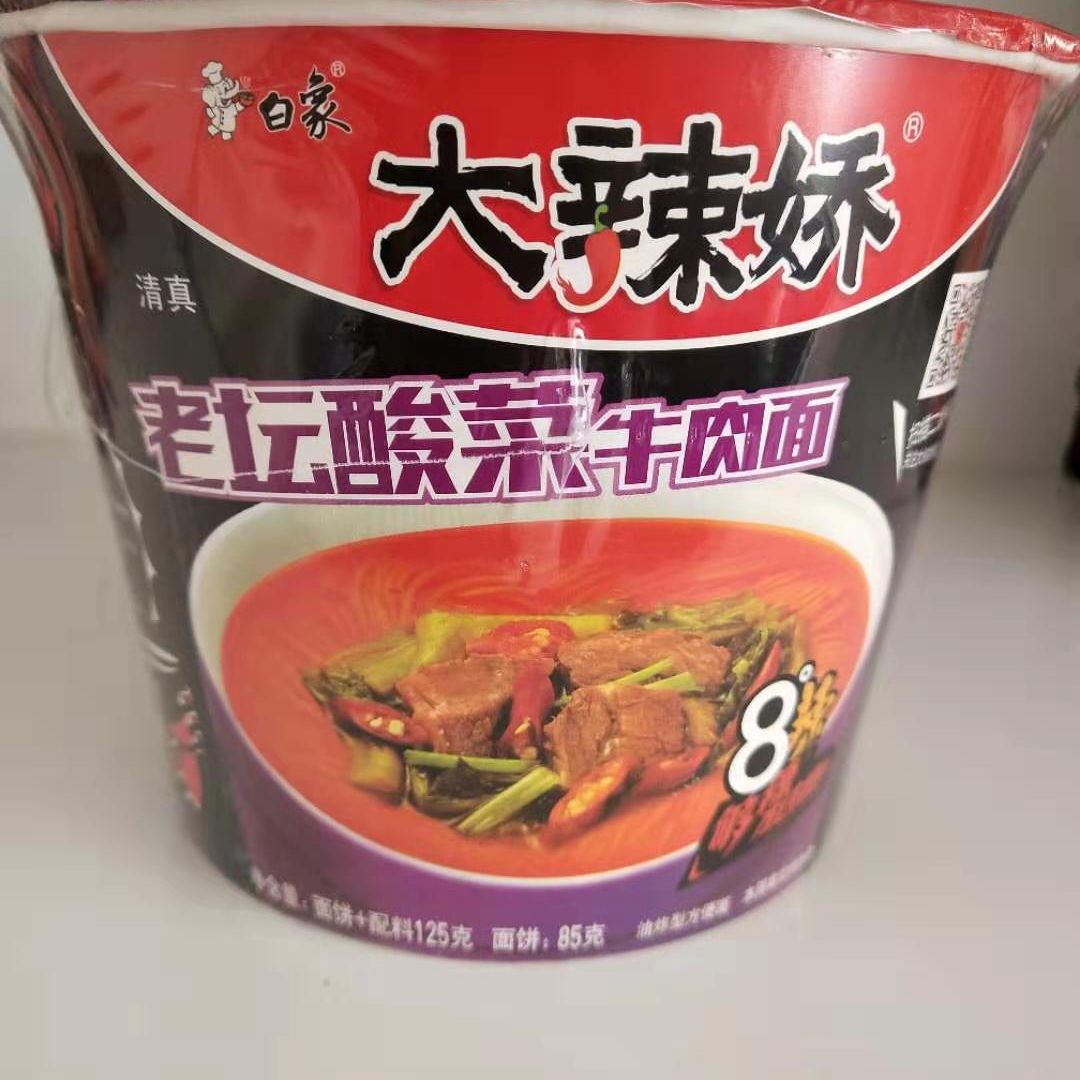 白象®
大辣娇®
清真
老坛酸菜牛肉面
8°辣
净含量：面饼+配料125克 面饼：85克
油炸型方便面